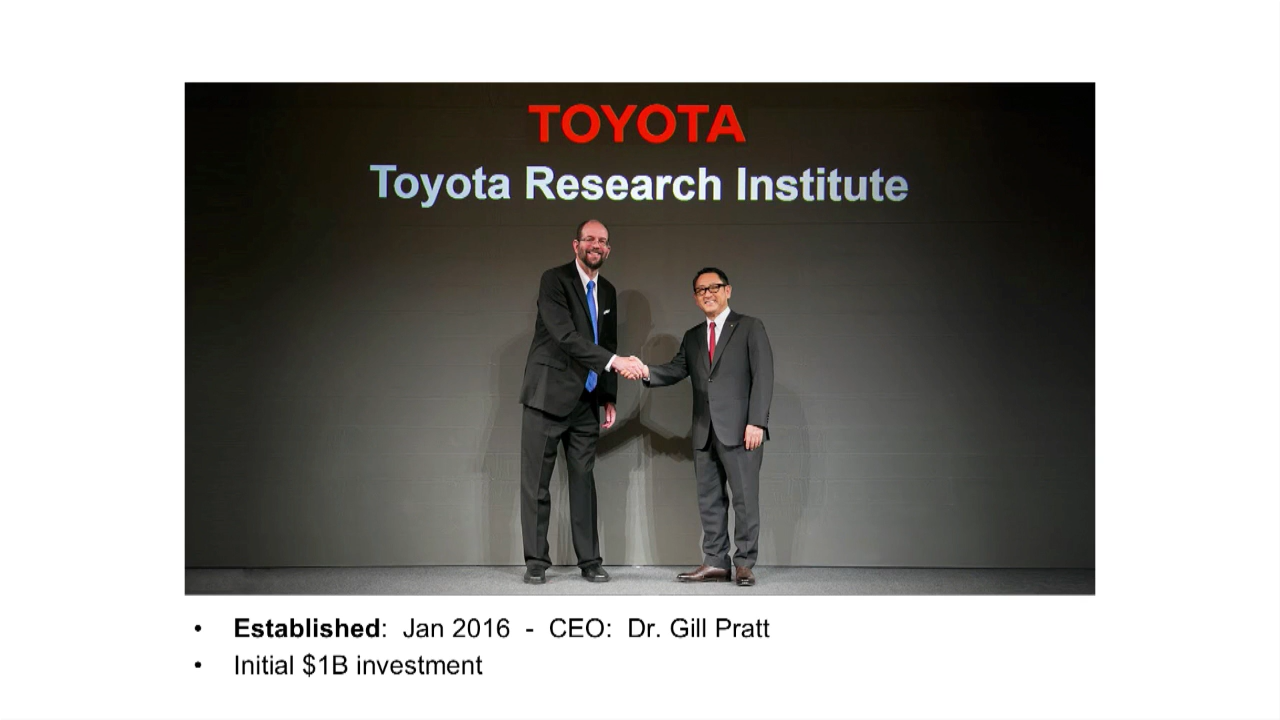 TOYOTA
Toyota Research Institute
• Established: Jan 2016 - CEO: Dr. Gill Pratt
• Initial $1B investment